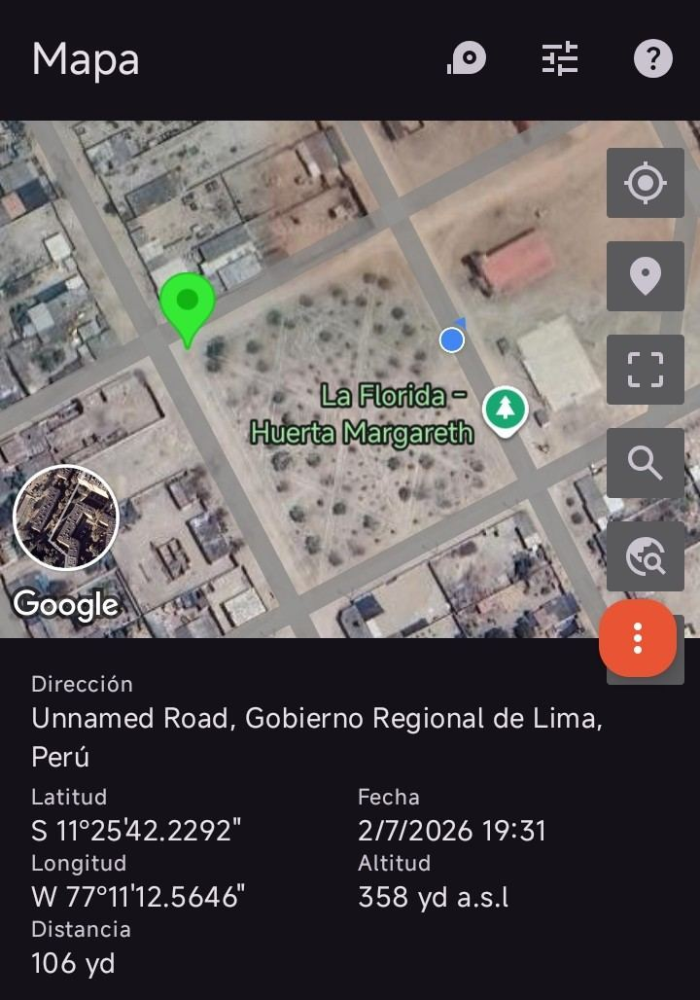 Mapa
La Florida -
Huerta Margareth
Google
Dirección
Unnamed Road, Gobierno Regional de Lima,
Perú
Latitud
S 11°25'42.2292"
Fecha
2/7/2026 19:31
Longitud
W 77°11'12.5646"
Altitud
358 yd a.s.l
Distancia
106 yd